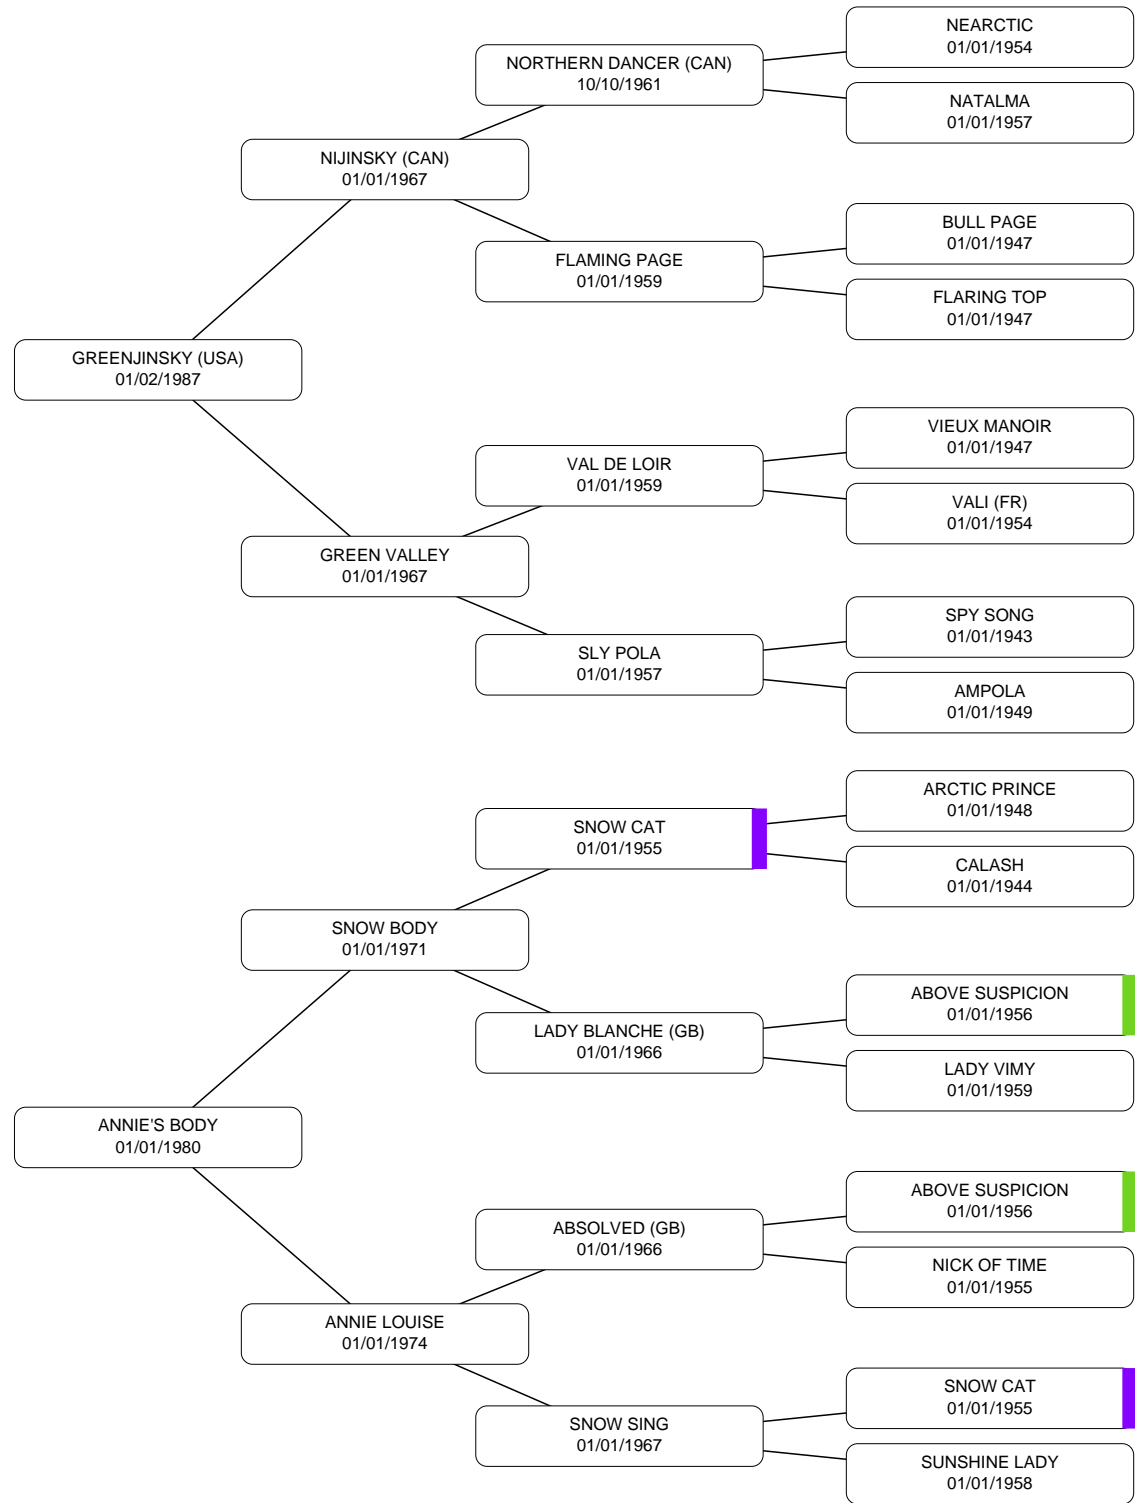 NEARCTIC
01/01/1954
NORTHERN DANCER (CAN)
10/10/1961
NATALMA
01/01/1957
NIJINSKY (CAN)
01/01/1967
BULL PAGE
01/01/1947
FLAMING PAGE
01/01/1959
FLARING TOP
01/01/1947
GREENJINSKY (USA)
01/02/1987
VIEUX MANOIR
01/01/1947
VAL DE LOIR
01/01/1959
VALI (FR)
01/01/1954
GREEN VALLEY
01/01/1967
SPY SONG
01/01/1943
SLY POLA
01/01/1957
AMPOLA
01/01/1949
ARCTIC PRINCE
01/01/1948
SNOW CAT
01/01/1955
CALASH
01/01/1944
SNOW BODY
01/01/1971
ABOVE SUSPICION
01/01/1956
LADY BLANCHE (GB)
01/01/1966
LADY VIMY
01/01/1959
ANNIE'S BODY
01/01/1980
ABOVE SUSPICION
01/01/1956
ABSOLVED (GB)
01/01/1966
NICK OF TIME
01/01/1955
ANNIE LOUISE
01/01/1974
SNOW CAT
01/01/1955
SNOW SING
01/01/1967
SUNSHINE LADY
01/01/1958